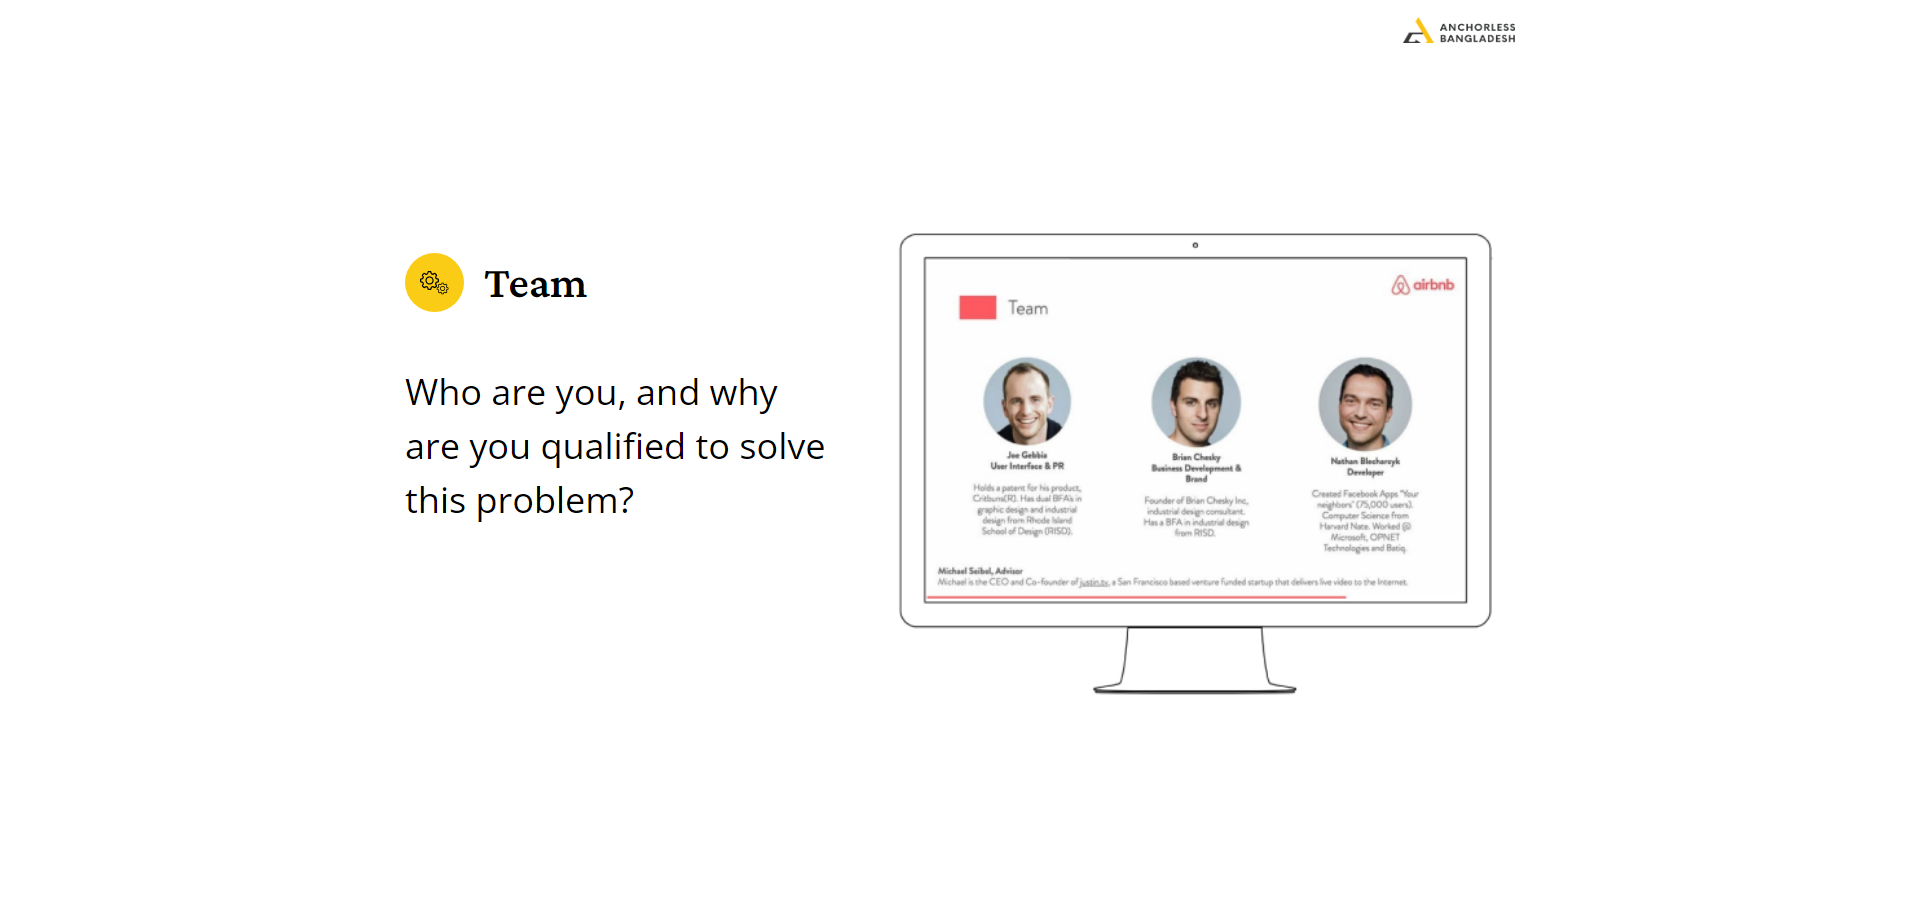 ANCHORLESS
BANGLADESH
Team
Who are you, and why
are you qualified to solve
this problem?
airbnb
Team
Joe Gebbia
User Interface & PR
Holds a patent for his product,
Critbuns(R). Has dual BFA's in
graphic design and industrial
design from Rhode Island
School of Design (RISD).
Brian Chesky
Business Development &
Brand
Founder of Brian Chesky Inc,
industrial design consultant.
Has a BFA in industrial design
from RISD.
Nathan Blecharzyk
Developer
Created Facebook Apps "Your
neighbors" (75,000 users).
Computer Science from
Harvard Nate. Worked @
Microsoft, OPNET
Technologies and Batiq.
Michael Seibel, Advisor
Michael is the CEO and Co-founder of justin.tv, a San Francisco based venture funded startup that delivers live video to the Internet.